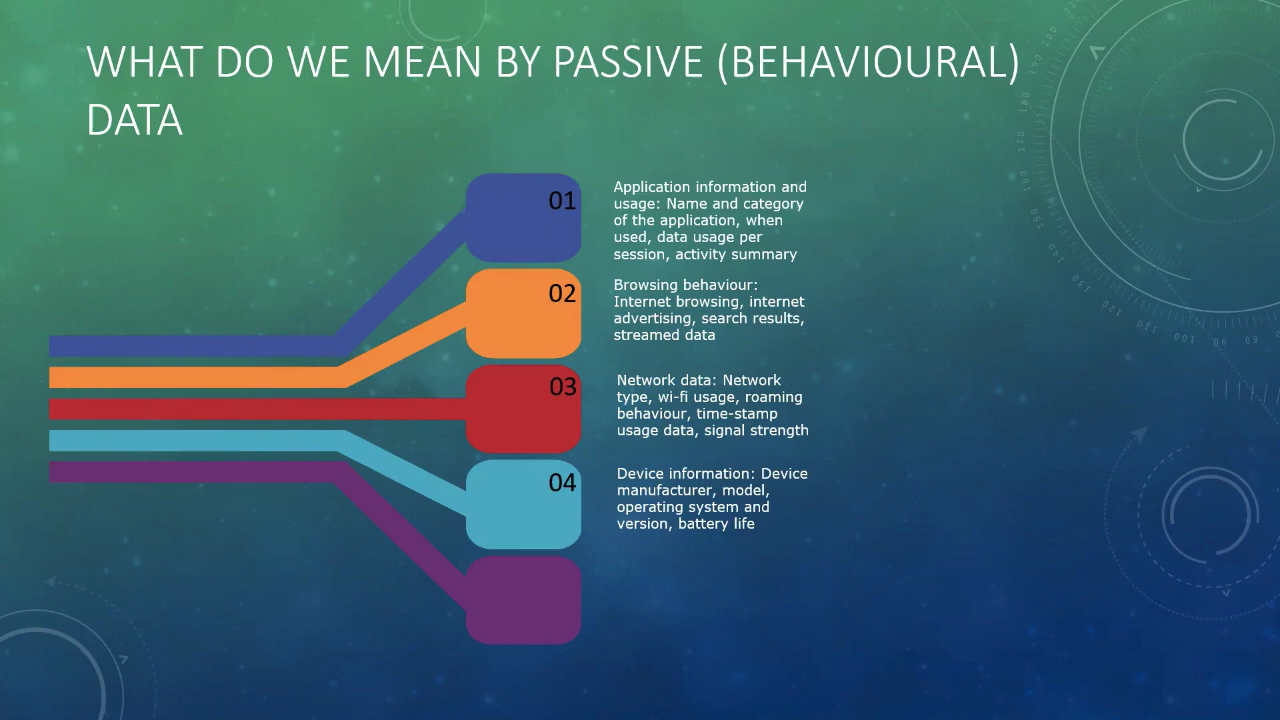 WHAT DO WE MEAN BY PASSIVE (BEHAVIOURAL)
DATA
01
Application information and
usage: Name and category
of the application, when
used, data usage per
session, activity summary
02
Browsing behaviour:
Internet browsing, internet
advertising, search results,
streamed data
03
Network data: Network
type, wi-fi usage, roaming
behaviour, time-stamp
usage data, signal strength
04
Device information: Device
manufacturer, model,
operating system and
version, battery life